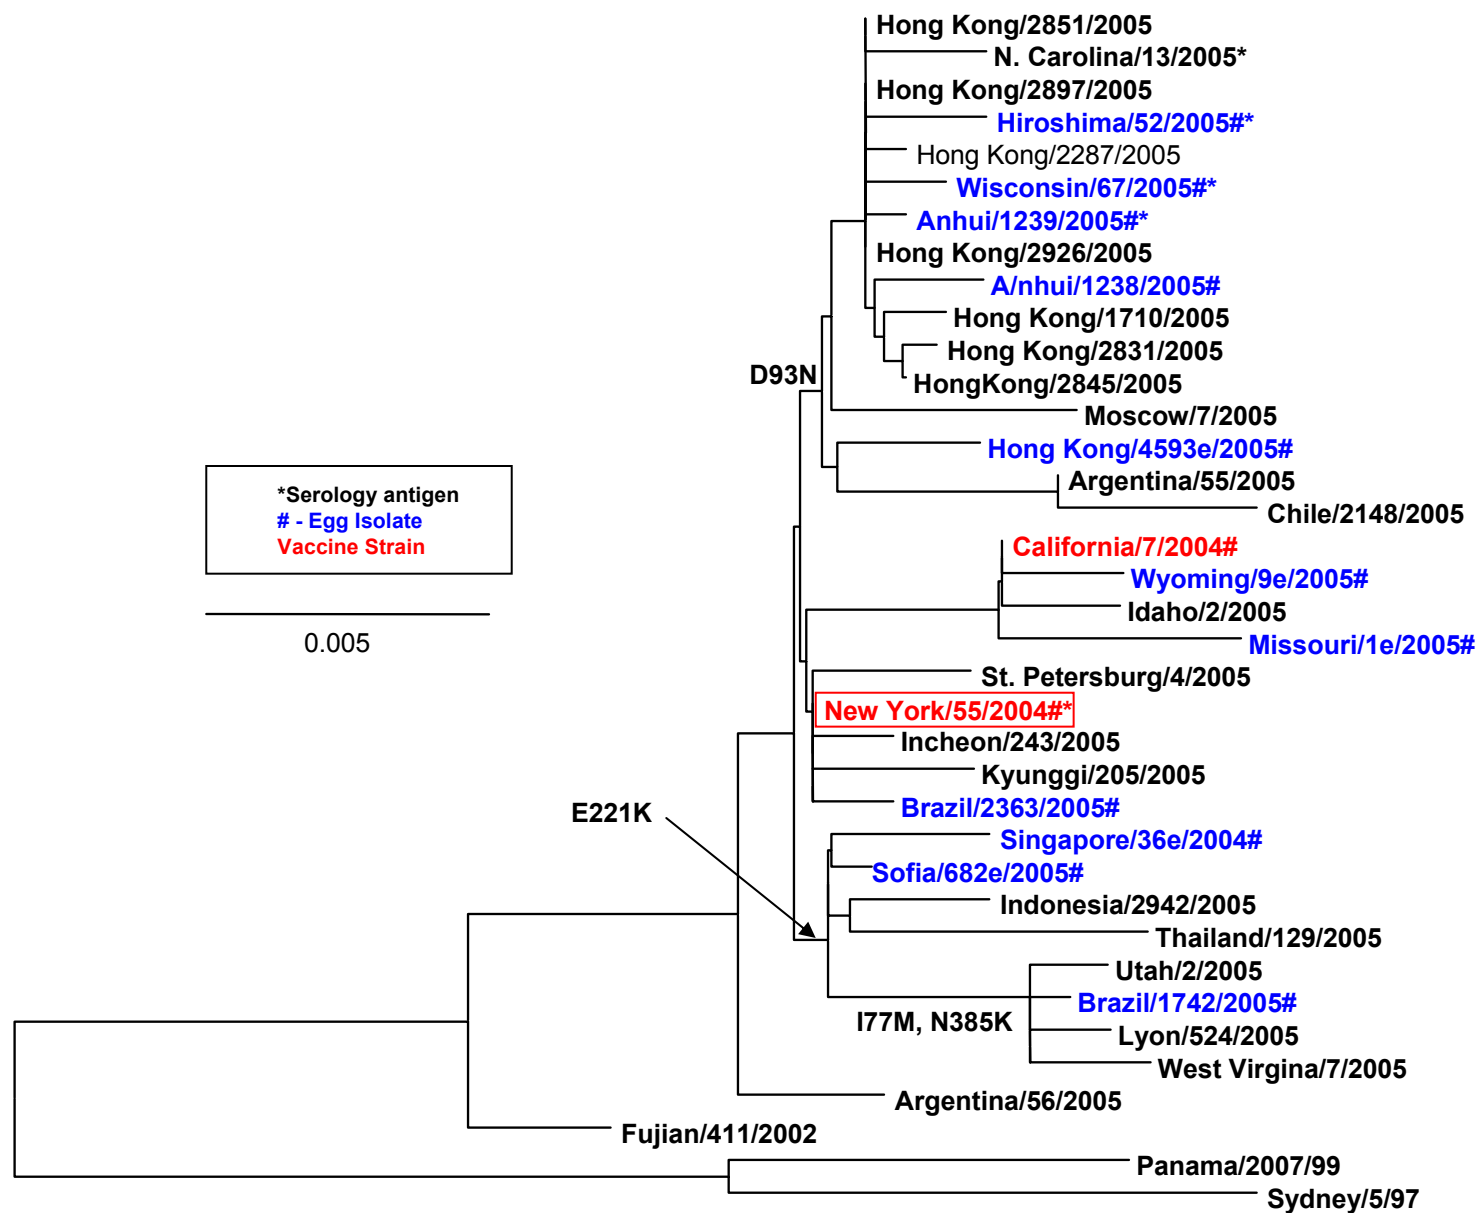 Hong Kong/2851/2005
N. Carolina/13/2005*
Hong Kong/2897/2005
Hiroshima/52/2005#*
Hong Kong/2287/2005
Wisconsin/67/2005#*
Anhui/1239/2005#*
Hong Kong/2926/2005
A/nhui/1238/2005#
Hong Kong/1710/2005
Hong Kong/2831/2005
D93N
HongKong/2845/2005
Moscow/7/2005
Hong Kong/4593e/2005#
Argentina/55/2005
Chile/2148/2005
*Serology antigen
# - Egg Isolate
Vaccine Strain
0.005
California/7/2004#
Wyoming/9e/2005#
Idaho/2/2005
Missouri/1e/2005#
St. Petersburg/4/2005
New York/55/2004#*
Incheon/243/2005
Kyunggi/205/2005
Brazil/2363/2005#
E221K
Singapore/36e/2004#
Sofia/682e/2005#
Indonesia/2942/2005
Thailand/129/2005
Utah/2/2005
Brazil/1742/2005#
I77M, N385K
Lyon/524/2005
West Virgina/7/2005
Argentina/56/2005
Fujian/411/2002
Panama/2007/99
Sydney/5/97